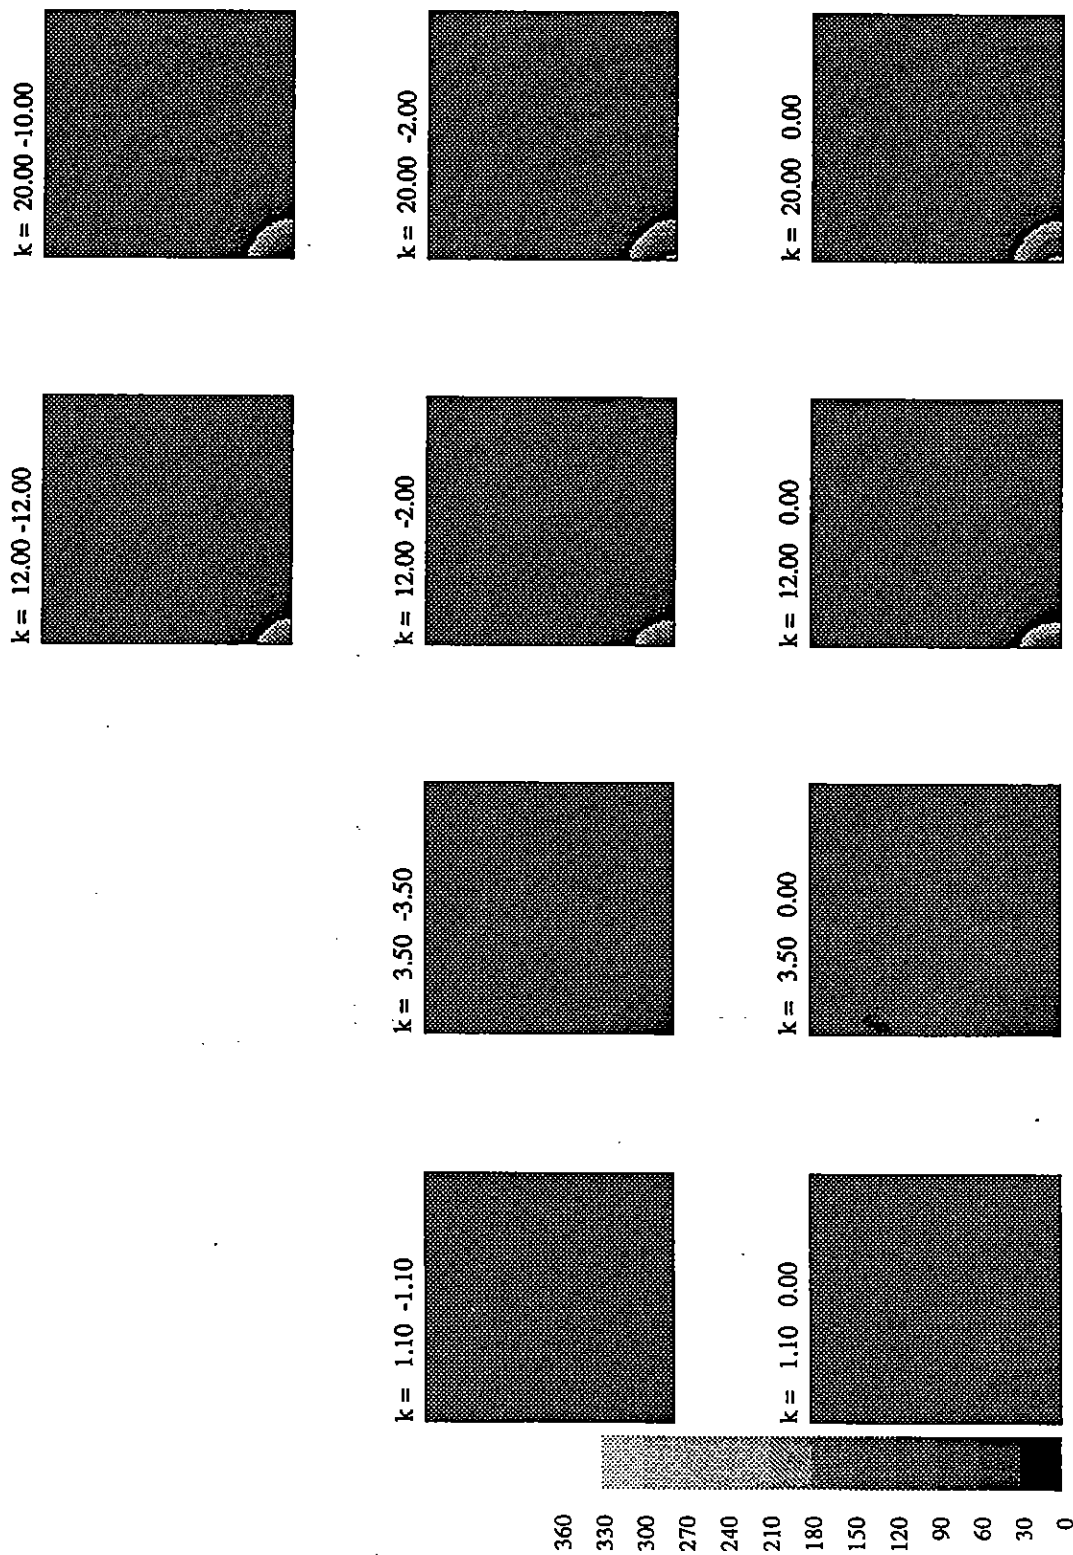 k = 20.00 -10.00
k = 20.00 -2.00
k = 20.00 0.00
k = 12.00 -12.00
k = 12.00 -2.00
k = 12.00 0.00
k = 3.50 -3.50
k = 3.50 0.00
k = 1.10 -1.10
k = 1.10 0.00
360
330
300
270
240
210
180
150
120
90
60
30
0